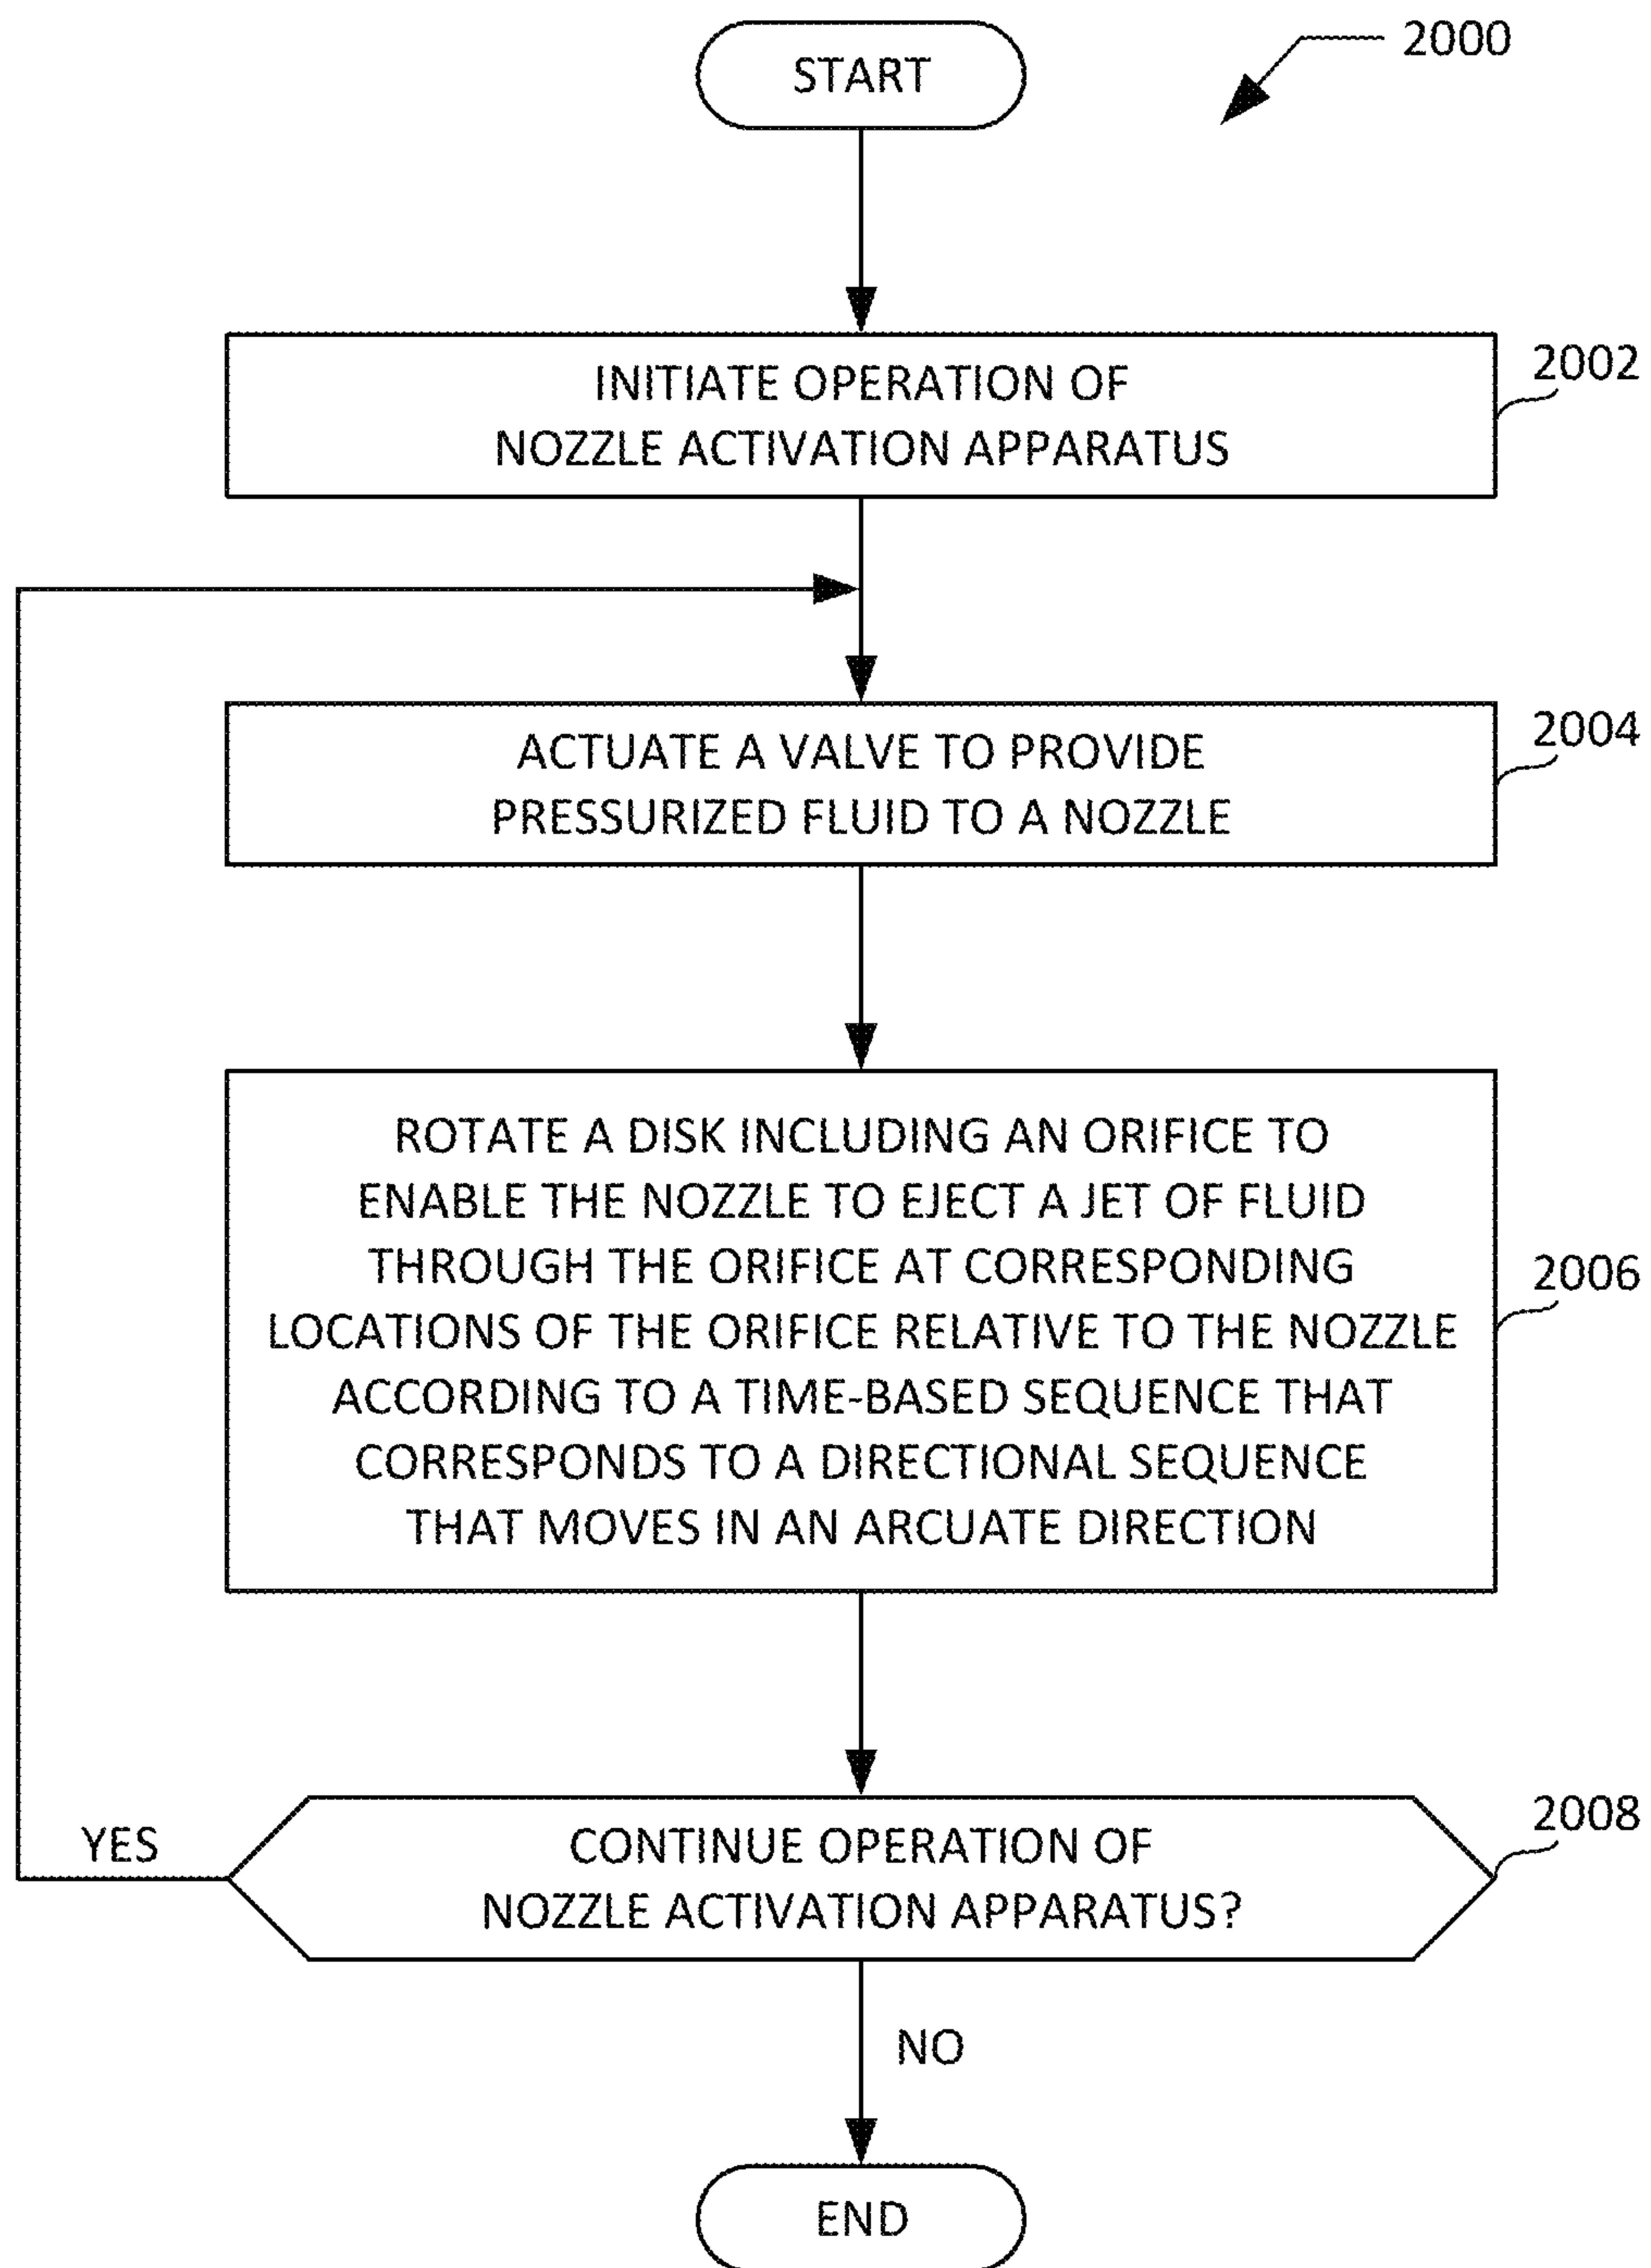 2000
START
INITIATE OPERATION OF
NOZZLE ACTIVATION APPARATUS
2002
ACTUATE A VALVE TO PROVIDE
PRESSURIZED FLUID TO A NOZZLE
2004
ROTATE A DISK INCLUDING AN ORIFICE TO
ENABLE THE NOZZLE TO EJECT A JET OF FLUID
THROUGH THE ORIFICE AT CORRESPONDING
LOCATIONS OF THE ORIFICE RELATIVE TO THE NOZZLE
ACCORDING TO A TIME-BASED SEQUENCE THAT
CORRESPONDS TO A DIRECTIONAL SEQUENCE
THAT MOVES IN AN ARCUATE DIRECTION
2006
CONTINUE OPERATION OF
NOZZLE ACTIVATION APPARATUS?
2008
YES
NO
END